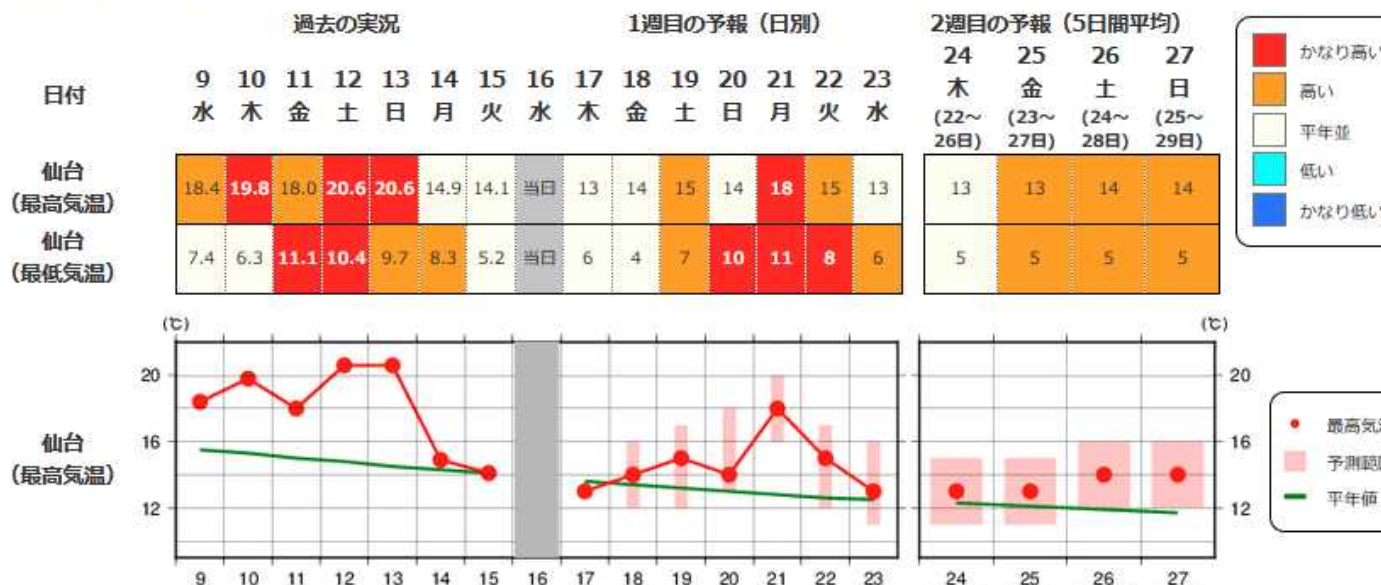 過去の実況 1週目の予報（日別） 2週目の予報（5日間平均）
日付 9 10 11 12 13 14 15 16 17 18 19 20 21 22 23 24 25 26 27
水 木 金 土 日 月 火 水 木 金 土 日 月 火 水 木 金 土 日
(22～26日) (23～27日) (24～28日) (25～29日)
仙台（最高気温） 18.4 19.8 18.0 20.6 20.6 14.9 14.1 当日 13 14 15 14 18 15 13 13 13 14 14
仙台（最低気温） 7.4 6.3 11.1 10.4 9.7 8.3 5.2 当日 6 4 7 10 11 8 6 5 5 5 5
かなり高い
高い
平年並
低い
かなり低い
(℃) (℃)
20 20
16 16
12 12
仙台
（最高気温）
9 10 11 12 13 14 15 16 17 18 19 20 21 22 23 24 25 26 27
最高気温
予測範囲
平年値